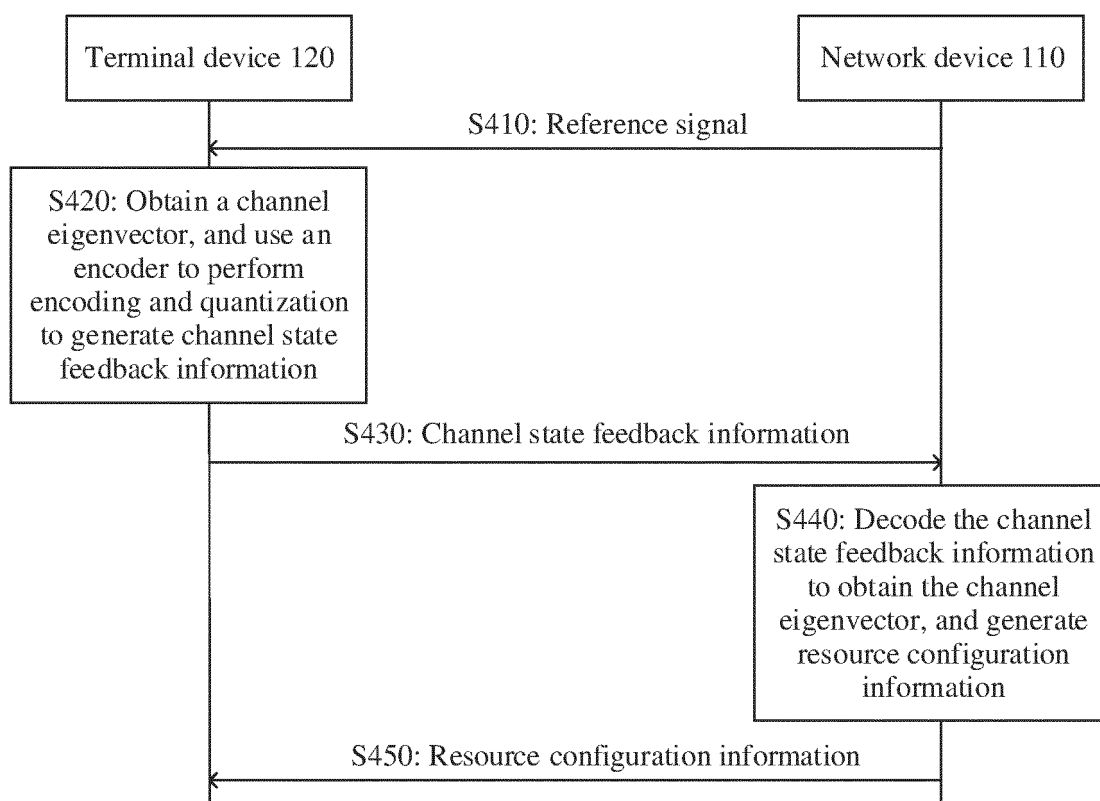 Terminal device 120
Network device 110
S410: Reference signal
S420: Obtain a channel
eigenvector, and use an
encoder to perform
encoding and quantization
to generate channel state
feedback information
S430: Channel state feedback information
S440: Decode the channel
state feedback information
to obtain the channel
eigenvector, and generate
resource configuration
information
S450: Resource configuration information